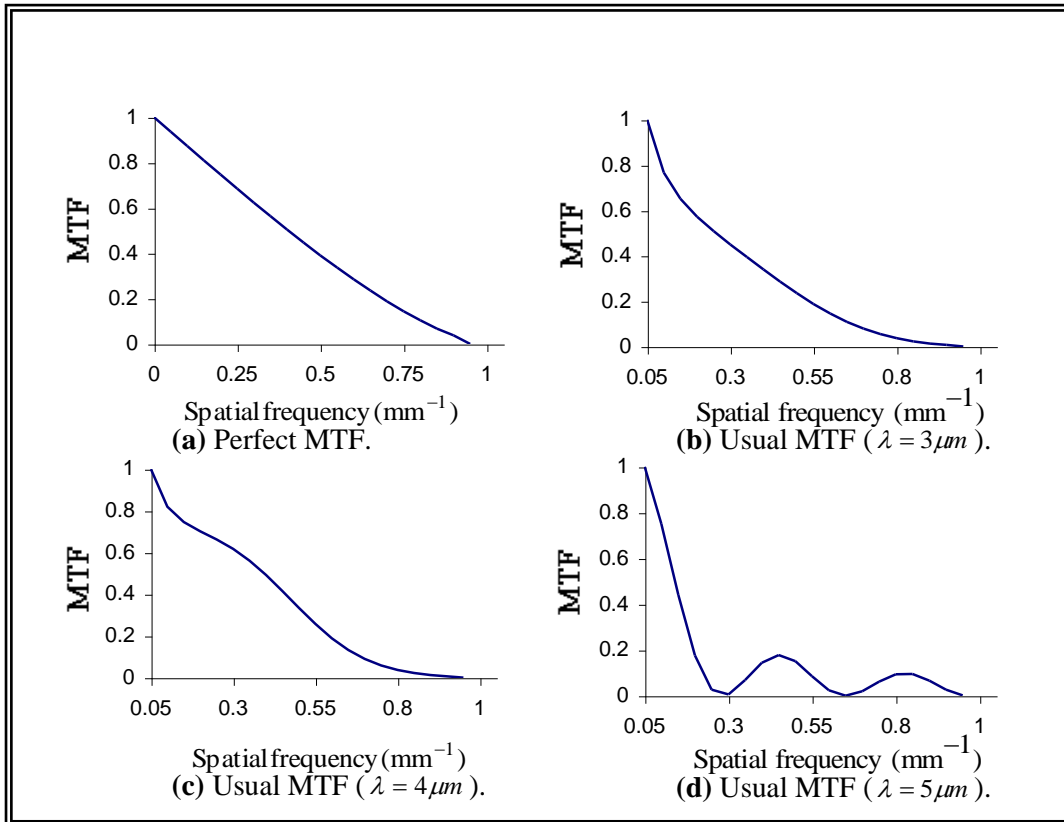 1
0.8
0.6
0.4
0.2
0
MTF
0 0.25 0.5 0.75 1
Spatial frequency (mm⁻¹)
(a) Perfect MTF.
1
0.8
0.6
0.4
0.2
0
MTF
0.05 0.3 0.55 0.8 1
Spatial frequency (mm⁻¹)
(b) Usual MTF ( λ = 3μm ).
1
0.8
0.6
0.4
0.2
0
MTF
0.05 0.3 0.55 0.8 1
Spatial frequency (mm⁻¹)
(c) Usual MTF ( λ = 4μm ).
1
0.8
0.6
0.4
0.2
0
MTF
0.05 0.3 0.55 0.8 1
Spatial frequency (mm⁻¹)
(d) Usual MTF ( λ = 5μm ).